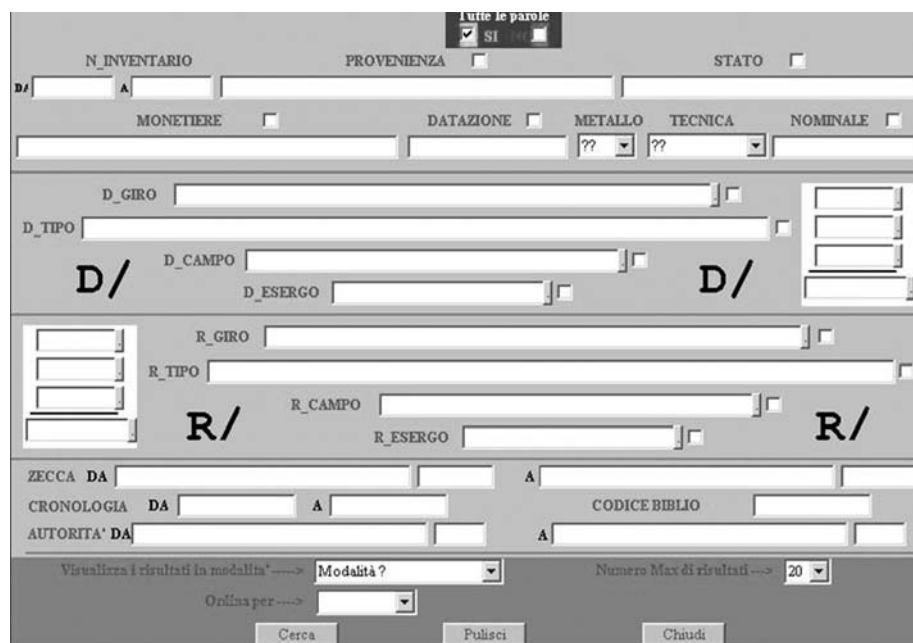 Tutte le parole
SI NO
N_INVENTARIO PROVENIENZA STATO
DA A
MONETIERE DATAZIONE METALLO TECNICA NOMINALE
?? ??
D_GIRO
D_TIPO
D_CAMPO
D/ D/
D_ESERGO
R_GIRO
R_TIPO
R_CAMPO
R/ R/
R_ESERGO
ZECCA DA A
CRONOLOGIA DA A CODICE BIBLIO
AUTORITA' DA A
Visualizza i risultati in modalita' -----> Modalità ? Numero Max di risultati ---> 20
Ordina per ---->
Cerca Pulisci Chiudi